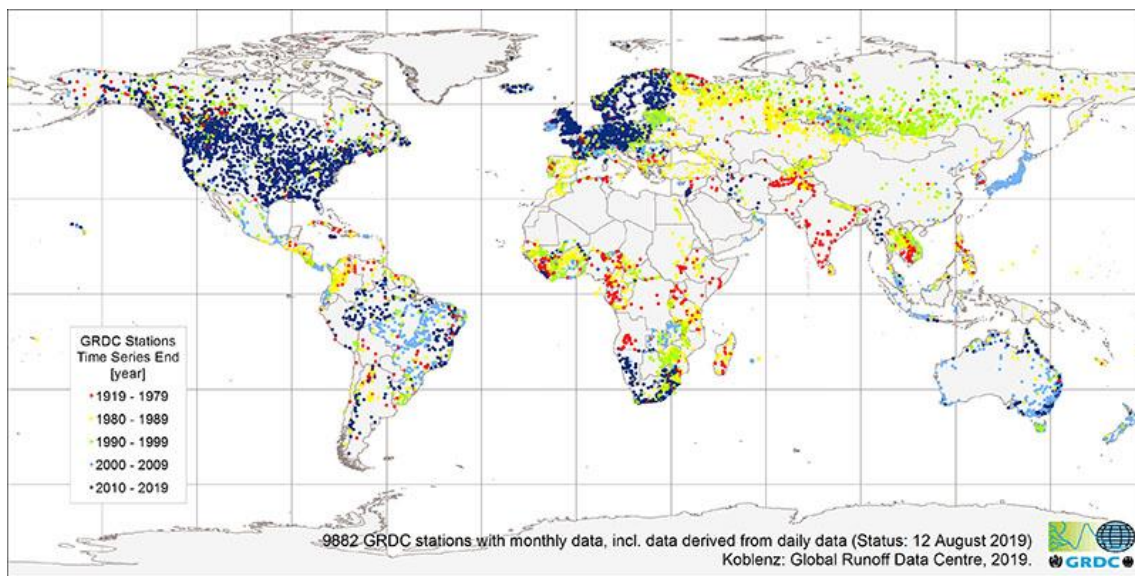 GRDC Stations
Time Series End
[year]
1919 - 1979
1980 - 1989
1990 - 1999
2000 - 2009
2010 - 2019
9882 GRDC stations with monthly data, incl. data derived from daily data (Status: 12 August 2019)
Koblenz: Global Runoff Data Centre, 2019.
GRDC